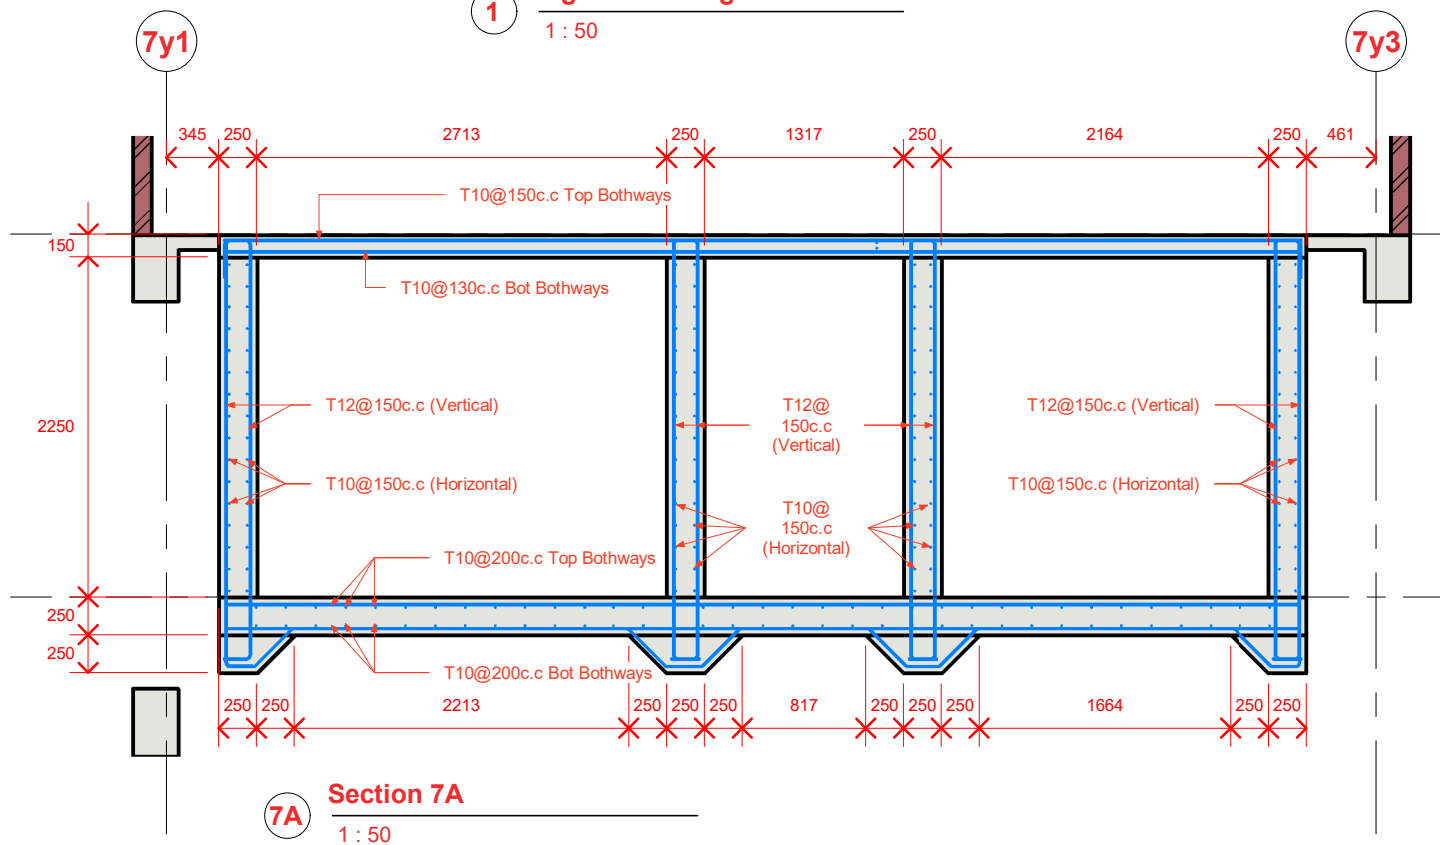 1
1 : 50
7y1
7y3
345 250 2713 250 1317 250 2164 250 461
T10@150c.c Top Bothways
150
T10@130c.c Bot Bothways
2250
T12@150c.c (Vertical)
T12@
150c.c
(Vertical)
T12@150c.c (Vertical)
T10@150c.c (Horizontal)
T10@
150c.c
(Horizontal)
T10@150c.c (Horizontal)
T10@200c.c Top Bothways
250
250
T10@200c.c Bot Bothways
250 250 2213 250 250 250 817 250 250 250 1664 250 250
7A
Section 7A
1 : 50